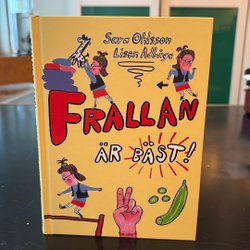 Sara Ohlsson
Lisen Adbåge
FRALLAN
ÄR BÄST!